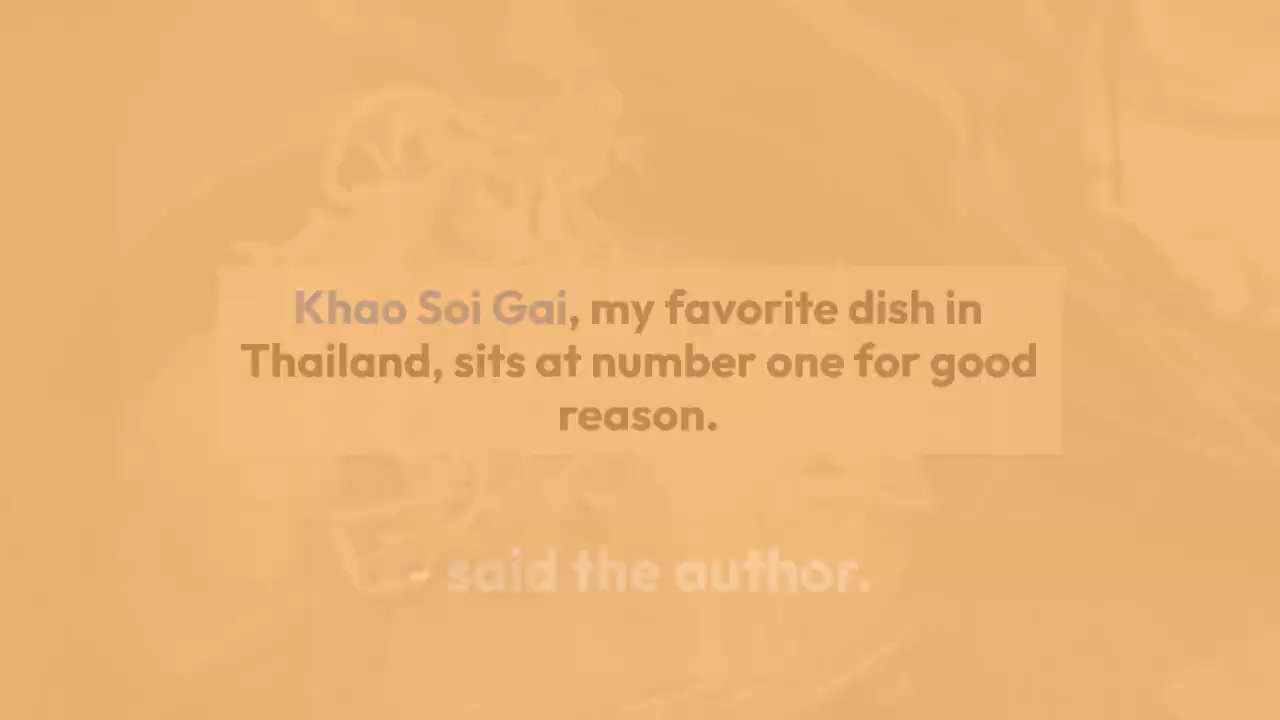 Khao Soi Gai, my favorite dish in
Thailand, sits at number one for good
reason.
- said the author.